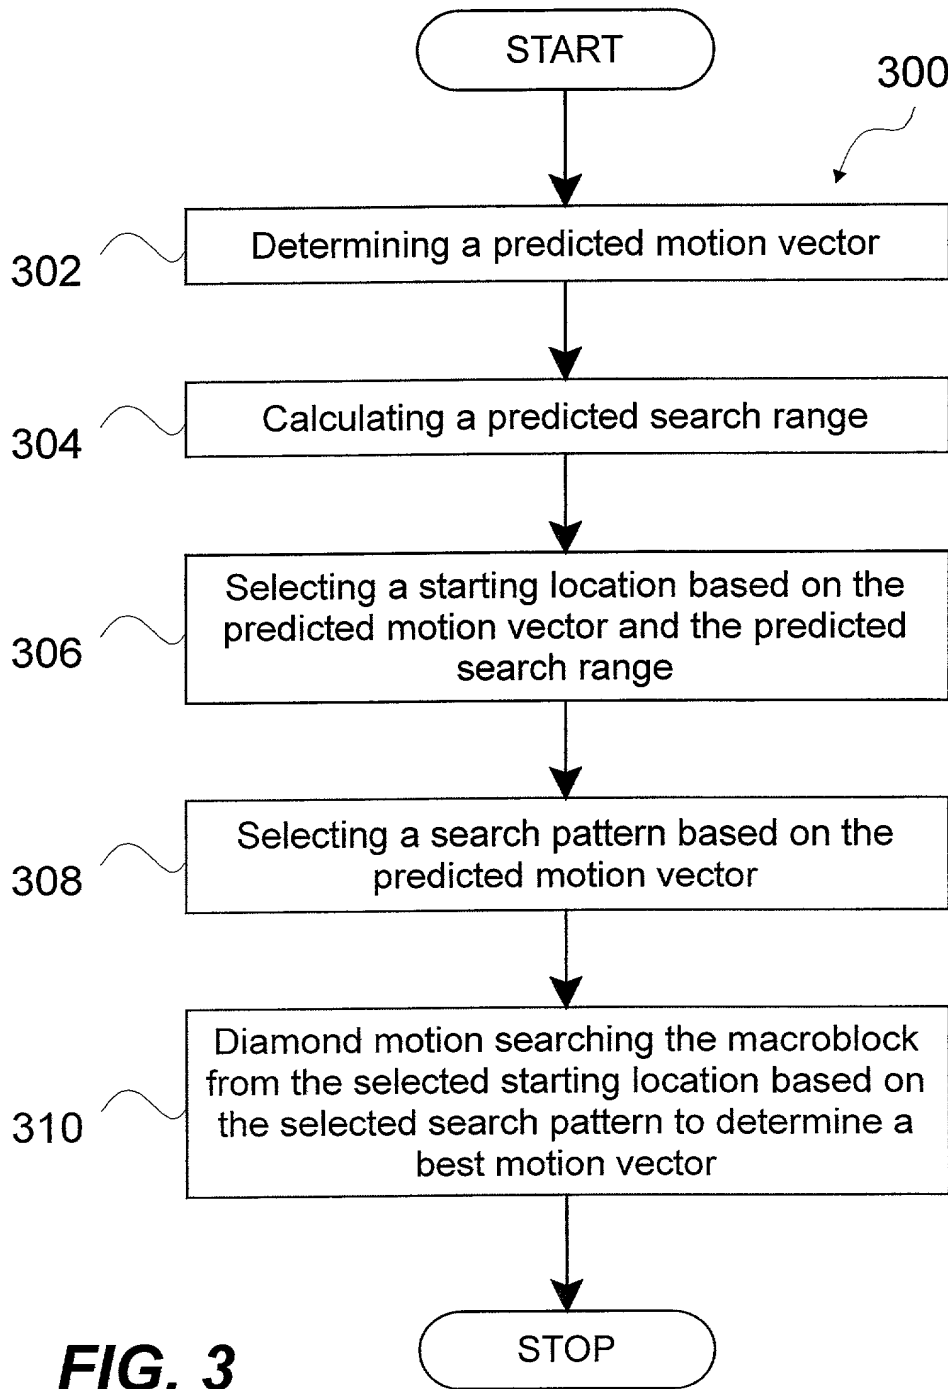 START
300
302
Determining a predicted motion vector
304
Calculating a predicted search range
306
Selecting a starting location based on the
predicted motion vector and the predicted
search range
308
Selecting a search pattern based on the
predicted motion vector
310
Diamond motion searching the macroblock
from the selected starting location based on
the selected search pattern to determine a
best motion vector
STOP
FIG. 3